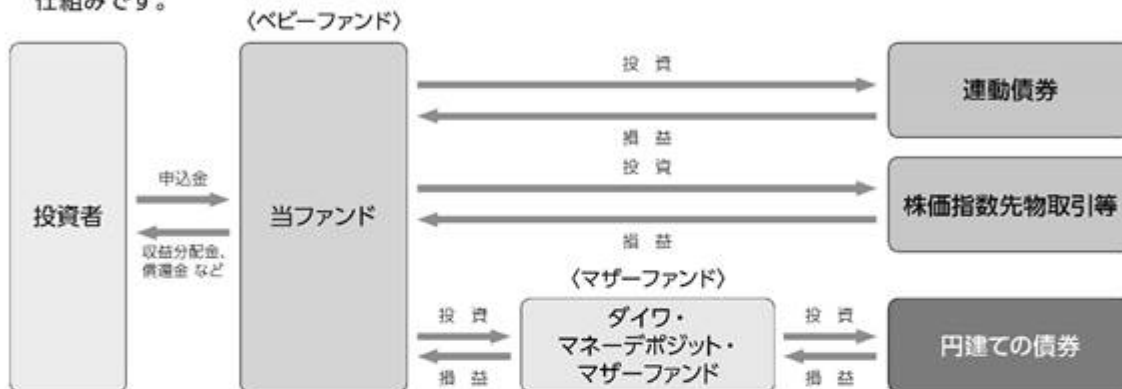 仕組みです。
〈ベビーファンド〉
投資
連動債券
損益
投資
申込金
投資者
当ファンド
株価指数先物取引等
収益分配金、
償還金 など
損益
〈マザーファンド〉
投資
ダイワ・
マネーデポジット・
マザーファンド
投資
円建ての債券
損益
損益